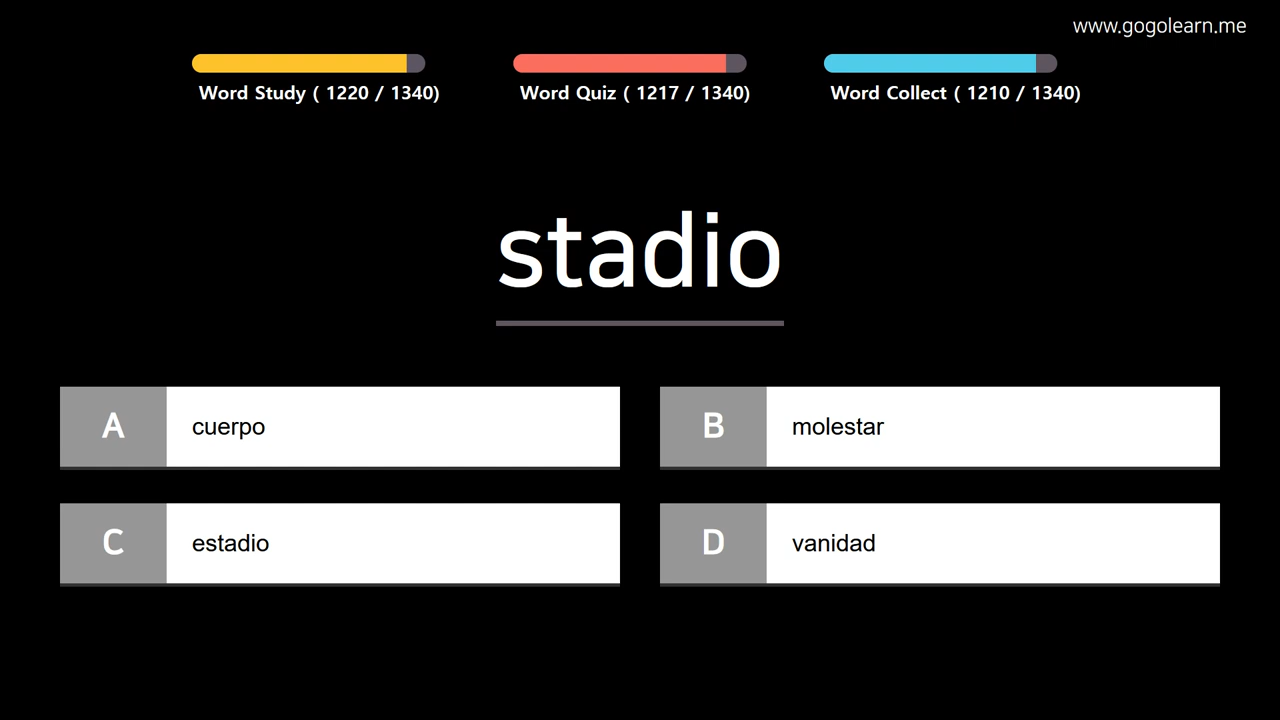 www.gogolearn.me
Word Study ( 1220 / 1340)
Word Quiz ( 1217 / 1340)
Word Collect ( 1210 / 1340)
stadio
A cuerpo
B molestar
C estadio
D vanidad